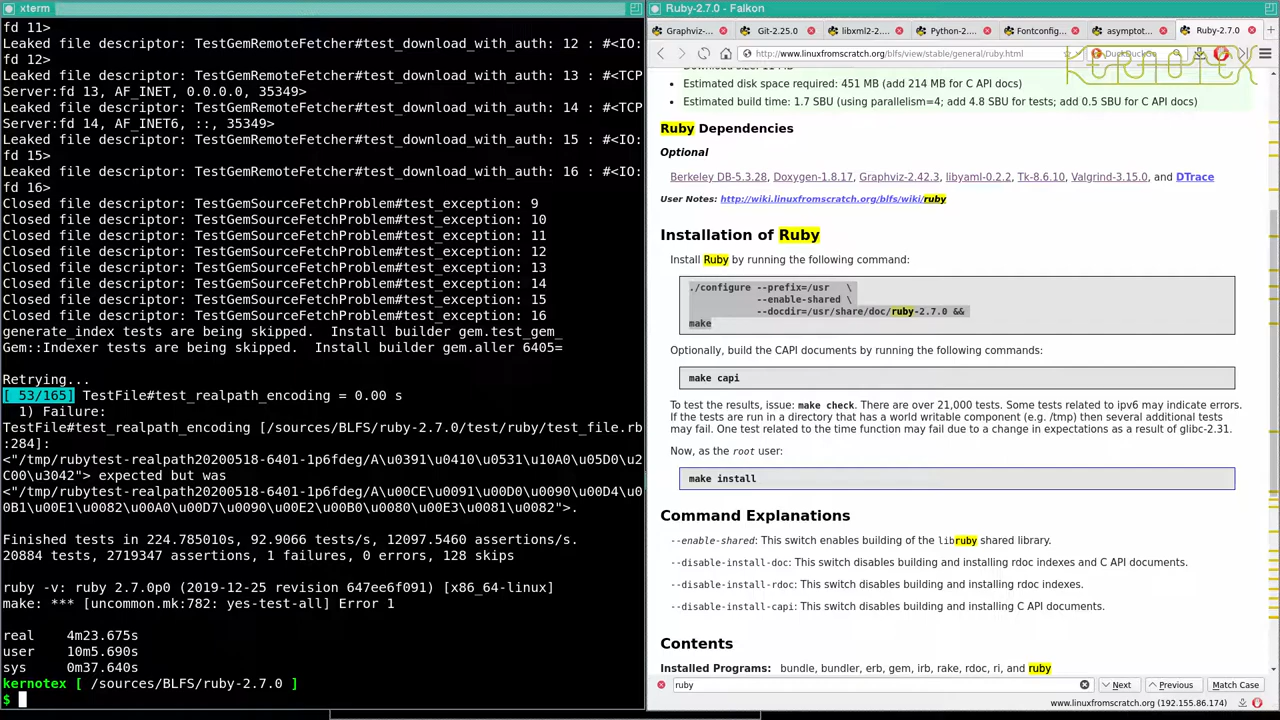 xterm
fd 11>
Leaked file descriptor: TestGemRemoteFetcher#test_download_with_auth: 12 : #<IO:
fd 12>
Leaked file descriptor: TestGemRemoteFetcher#test_download_with_auth: 13 : #<TCP
Server:fd 13, AF_INET, 0.0.0.0, 35349>
Leaked file descriptor: TestGemRemoteFetcher#test_download_with_auth: 14 : #<TCP
Server:fd 14, AF_INET6, ::, 35349>
Leaked file descriptor: TestGemRemoteFetcher#test_download_with_auth: 15 : #<IO:
fd 15>
Leaked file descriptor: TestGemRemoteFetcher#test_download_with_auth: 16 : #<IO:
fd 16>
Closed file descriptor: TestGemSourceFetchProblem#test_exception: 9
Closed file descriptor: TestGemSourceFetchProblem#test_exception: 10
Closed file descriptor: TestGemSourceFetchProblem#test_exception: 11
Closed file descriptor: TestGemSourceFetchProblem#test_exception: 12
Closed file descriptor: TestGemSourceFetchProblem#test_exception: 13
Closed file descriptor: TestGemSourceFetchProblem#test_exception: 14
Closed file descriptor: TestGemSourceFetchProblem#test_exception: 15
Closed file descriptor: TestGemSourceFetchProblem#test_exception: 16
generate_index tests are being skipped.  Install builder gem.test_gem_
Gem::Indexer tests are being skipped.  Install builder gem.aller 6405=
Retrying...
[ 53/165] TestFile#test_realpath_encoding = 0.00 s
1) Failure:
TestFile#test_realpath_encoding [/sources/BLFS/ruby-2.7.0/test/ruby/test_file.rb
:284]:
<"/tmp/rubytest-realpath20200518-6401-1p6fdeg/A\u0391\u0410\u0531\u10A0\u05D0\u2
C00\u3042"> expected but was
<"/tmp/rubytest-realpath20200518-6401-1p6fdeg/A\u00CE\u0091\u00D0\u0090\u00D4\u0
0B1\u00E1\u0082\u00A0\u00D7\u0090\u00E2\u00B0\u0080\u00E3\u0081\u0082">.
Finished tests in 224.785010s, 92.9066 tests/s, 12097.5460 assertions/s.
20884 tests, 2719347 assertions, 1 failures, 0 errors, 128 skips
ruby -v: ruby 2.7.0p0 (2019-12-25 revision 647ee6f091) [x86_64-linux]
make: *** [uncommon.mk:782: yes-test-all] Error 1
real    4m23.675s
user    10m5.690s
sys     0m37.640s
kernotex [ /sources/BLFS/ruby-2.7.0 ]
$
Ruby-2.7.0 - Falkon
Graphviz-... Git-2.25.0 libxml2-2.... Python-2.... Fontconfig... asymptot... Ruby-2.7.0
http://www.linuxfromscratch.org/blfs/view/stable/general/ruby.html DuckDuckGo
KERNOTEX
Estimated disk space required: 451 MB (add 214 MB for C API docs)
Estimated build time: 1.7 SBU (using parallelism=4; add 4.8 SBU for tests; add 0.5 SBU for C API docs)
Ruby Dependencies
Optional
Berkeley DB-5.3.28, Doxygen-1.8.17, Graphviz-2.42.3, libyaml-0.2.2, Tk-8.6.10, Valgrind-3.15.0, and DTrace
User Notes: http://wiki.linuxfromscratch.org/blfs/wiki/ruby
Installation of Ruby
Install Ruby by running the following command:
./configure --prefix=/usr   \
--enable-shared \
--docdir=/usr/share/doc/ruby-2.7.0 &&
make
Optionally, build the CAPI documents by running the following commands:
make capi
To test the results, issue: make check. There are over 21,000 tests. Some tests related to ipv6 may indicate errors.
If the tests are run in a directory that has a world writable component (e.g. /tmp) then several additional tests
may fail. One test related to the time function may fail due to a change in expectations as a result of glibc-2.31.
Now, as the root user:
make install
Command Explanations
--enable-shared: This switch enables building of the libruby shared library.
--disable-install-doc: This switch disables building and installing rdoc indexes and C API documents.
--disable-install-rdoc: This switch disables building and installing rdoc indexes.
--disable-install-capi: This switch disables building and installing C API documents.
Contents
Installed Programs: bundle, bundler, erb, gem, irb, rake, rdoc, ri, and ruby
ruby Next Previous Match Case
www.linuxfromscratch.org (192.155.86.174)